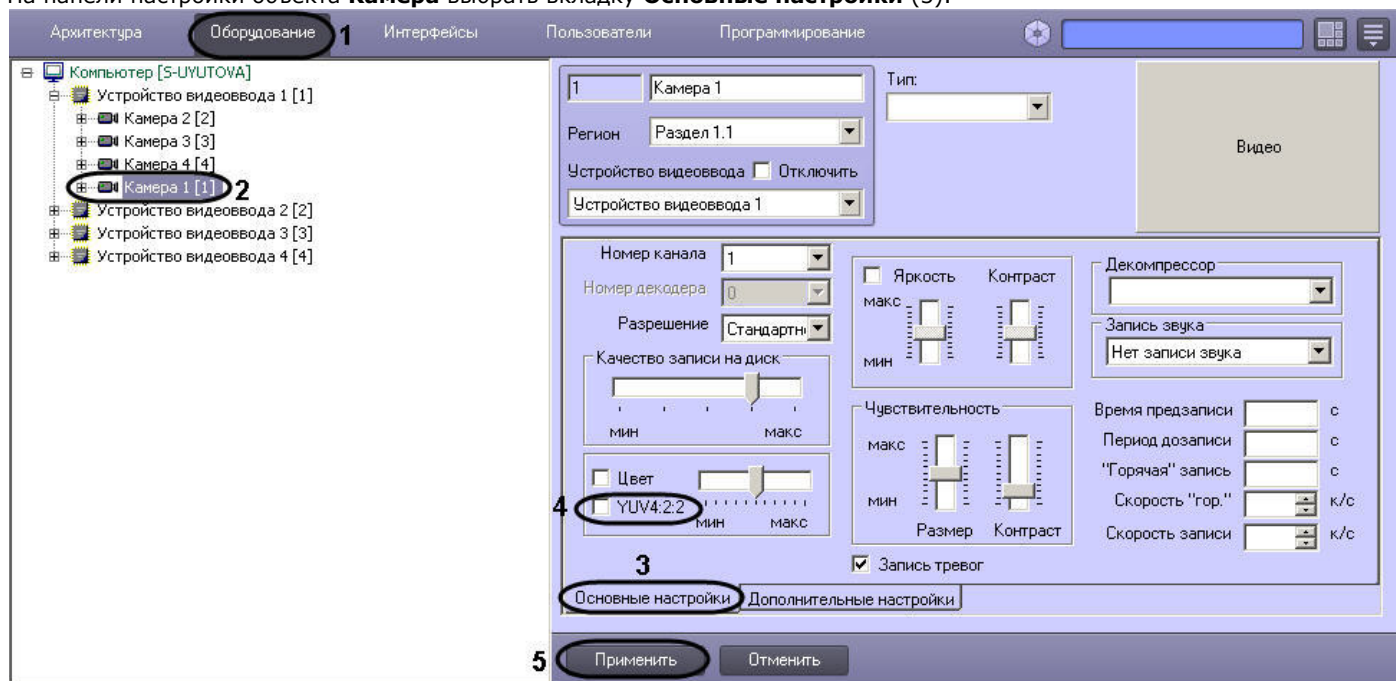 На панели настройки объекта Камера выбрать вкладку Основные настройки (3).
Архитектура Оборудование 1 Интерфейсы Пользователи Программирование
Компьютер [S-UYUTOVA]
Устройство видеоввода 1 [1]
Камера 2 [2]
Камера 3 [3]
Камера 4 [4]
Камера 1 [1] 2
Устройство видеоввода 2 [2]
Устройство видеоввода 3 [3]
Устройство видеоввода 4 [4]
1 Камера 1
Регион Раздел 1.1
Устройство видеоввода Отключить
Устройство видеоввода 1
Тип:
Видео
Номер канала 1
Номер декодера 0
Разрешение Стандартн
Качество записи на диск
мин макс
Цвет
4 YUV4:2:2
мин макс
Яркость Контраст
макс
мин
Чувствительность
макс
мин
Размер Контраст
Запись тревог
Декомпрессор
Запись звука
Нет записи звука
Время предзаписи с
Период дозаписи с
"Горячая" запись с
Скорость "гор." к/с
Скорость записи к/с
3
Основные настройки Дополнительные настройки
5 Применить Отменить